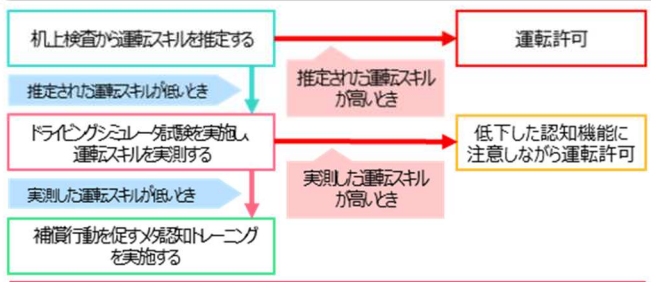 机上検査から運転スキルを推定する
運転許可
推定された運転スキルが低いとき
推定された運転スキル
が高いとき
ドライビングシミュレータ試験を実施し、
運転スキルを実測する
低下した認知機能に
注意しながら運転許可
実測した運転スキルが低いとき
実測した運転スキル
が高いとき
補償行動を促すメタ認知トレーニング
を実施する